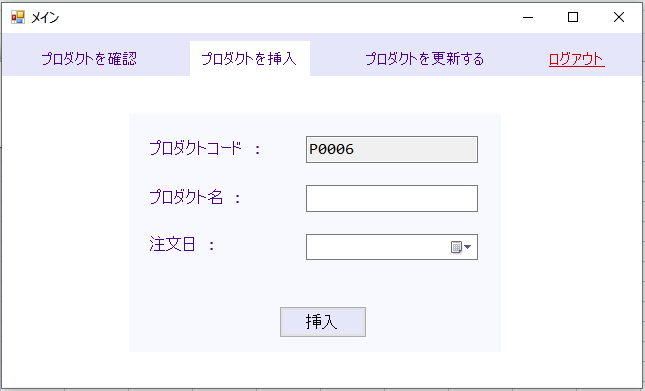 メイン
プロダクトを確認 プロダクトを挿入 プロダクトを更新する ログアウト
プロダクトコード : P0006
プロダクト名 :
注文日 :
挿入